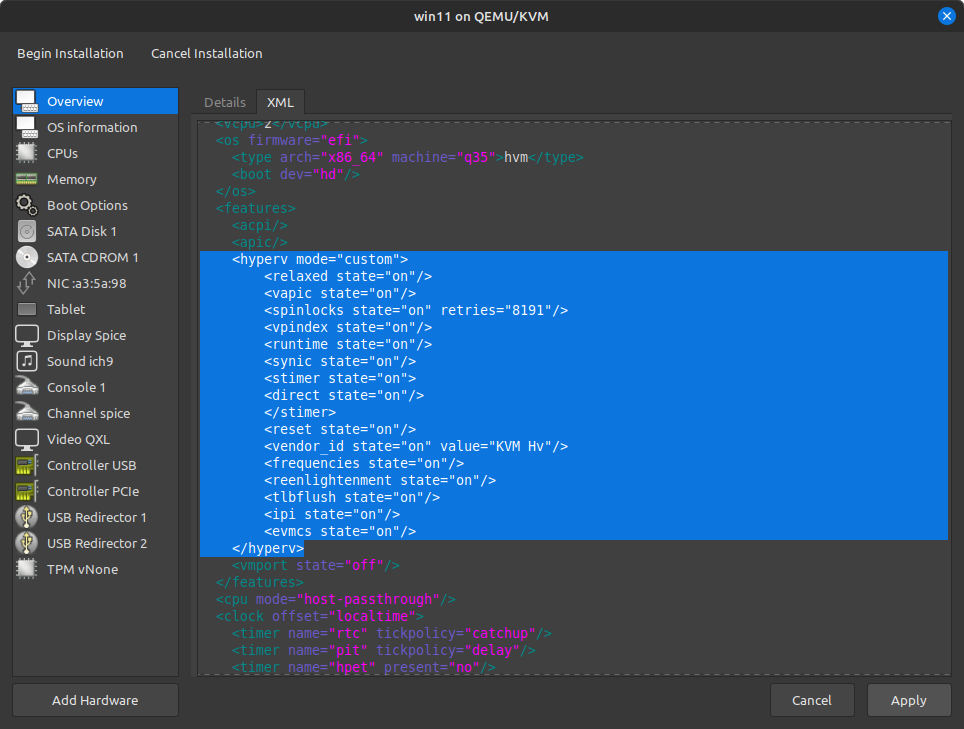 win11 on QEMU/KVM
Begin Installation Cancel Installation
Overview
OS information
CPUs
Memory
Boot Options
SATA Disk 1
SATA CDROM 1
NIC :a3:5a:98
Tablet
Display Spice
Sound ich9
Console 1
Channel spice
Video QXL
Controller USB
Controller PCIe
USB Redirector 1
USB Redirector 2
TPM vNone
Add Hardware
Details XML
<vcpu>2</vcpu>
<os firmware="efi">
<type arch="x86_64" machine="q35">hvm</type>
<boot dev="hd"/>
</os>
<features>
<acpi/>
<apic/>
<hyperv mode="custom">
<relaxed state="on"/>
<vapic state="on"/>
<spinlocks state="on" retries="8191"/>
<vpindex state="on"/>
<runtime state="on"/>
<synic state="on"/>
<stimer state="on">
<direct state="on"/>
</stimer>
<reset state="on"/>
<vendor_id state="on" value="KVM Hv"/>
<frequencies state="on"/>
<reenlightenment state="on"/>
<tlbflush state="on"/>
<ipi state="on"/>
<evmcs state="on"/>
</hyperv>
<vmport state="off"/>
</features>
<cpu mode="host-passthrough"/>
<clock offset="localtime">
<timer name="rtc" tickpolicy="catchup"/>
<timer name="pit" tickpolicy="delay"/>
<timer name="hpet" present="no"/>
Cancel Apply